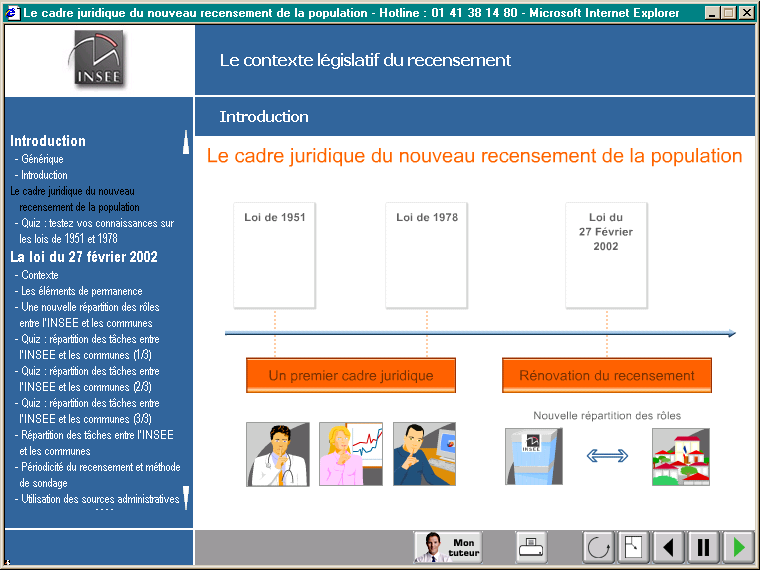 Le cadre juridique du nouveau recensement de la population - Hotline : 01 41 38 14 80 - Microsoft Internet Explorer
INSEE
Le contexte législatif du recensement
Introduction
Introduction
- Générique
- Introduction
Le cadre juridique du nouveau
recensement de la population
- Quiz : testez vos connaissances sur
les lois de 1951 et 1978
La loi du 27 février 2002
- Contexte
- Les éléments de permanence
- Une nouvelle répartition des rôles
entre l'INSEE et les communes
- Quiz : répartition des tâches entre
l'INSEE et les communes (1/3)
- Quiz : répartition des tâches entre
l'INSEE et les communes (2/3)
- Quiz : répartition des tâches entre
l'INSEE et les communes (3/3)
- Répartition des tâches entre l'INSEE
et les communes
- Périodicité du recensement et méthode
de sondage
- Utilisation des sources administratives
Le cadre juridique du nouveau recensement de la population
Loi de 1951
Loi de 1978
Loi du
27 Février
2002
Un premier cadre juridique
Rénovation du recensement
Nouvelle répartition des rôles
INSEE
Mon
tuteur